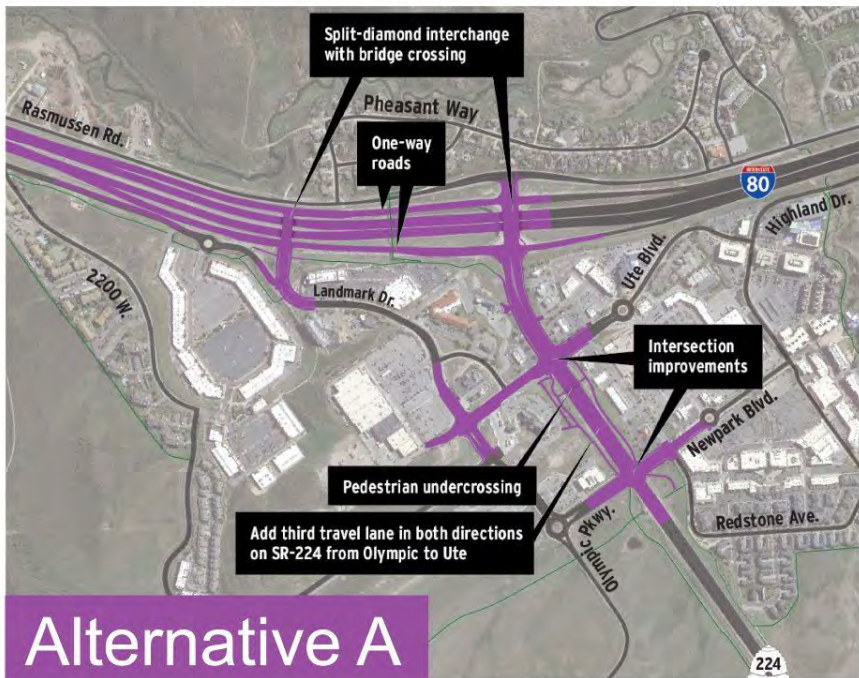 Split-diamond interchange
with bridge crossing
Pheasant Way
Rasmussen Rd.
One-way
roads
INTERSTATE
80
Highland Dr.
Ute Blvd.
2200 W.
Landmark Dr.
Intersection
improvements
Newpark Blvd.
Pedestrian undercrossing
Redstone Ave.
Add third travel lane in both directions
on SR-224 from Olympic to Ute
Olympic Pkwy.
Alternative A
224